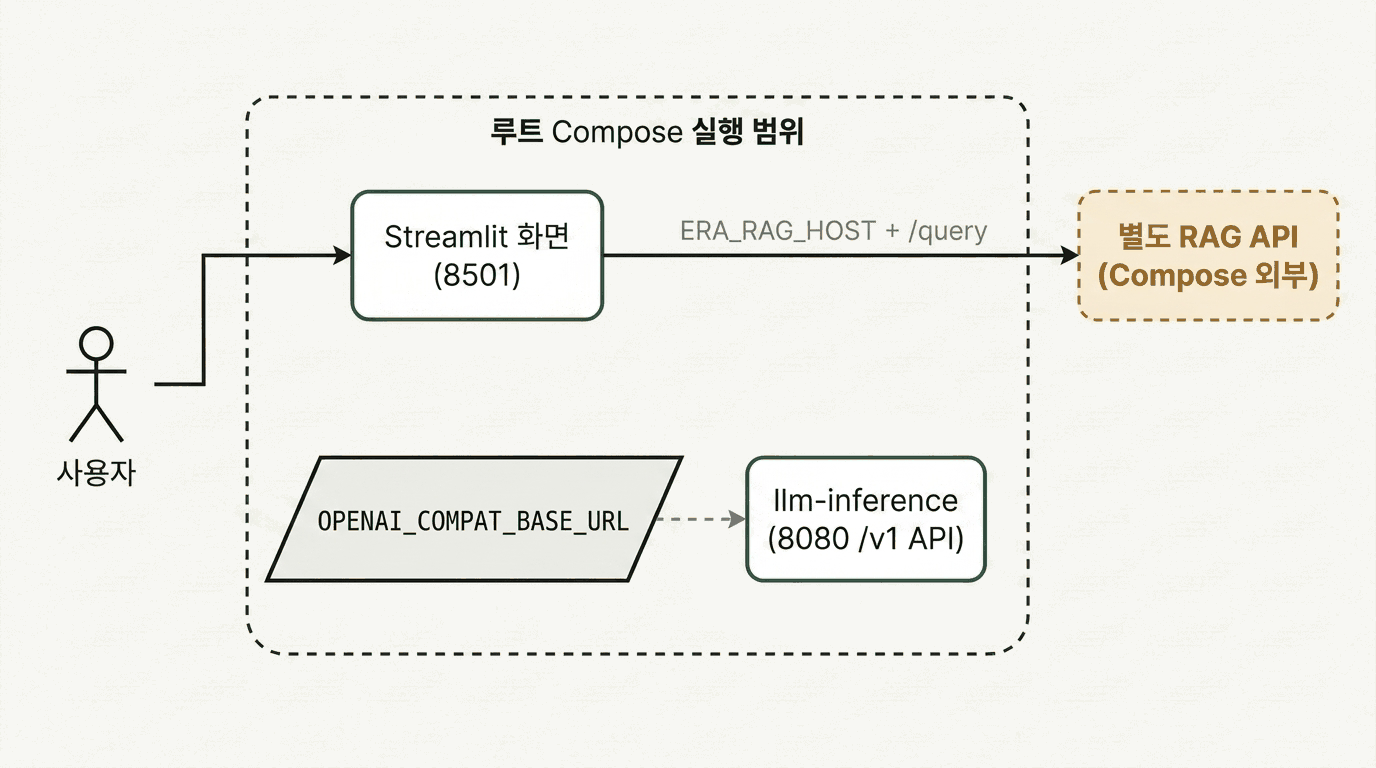 루트 Compose 실행 범위
Streamlit 화면
(8501)
ERA_RAG_HOST + /query
별도 RAG API
(Compose 외부)
사용자
OPENAI_COMPAT_BASE_URL
llm-inference
(8080 /v1 API)